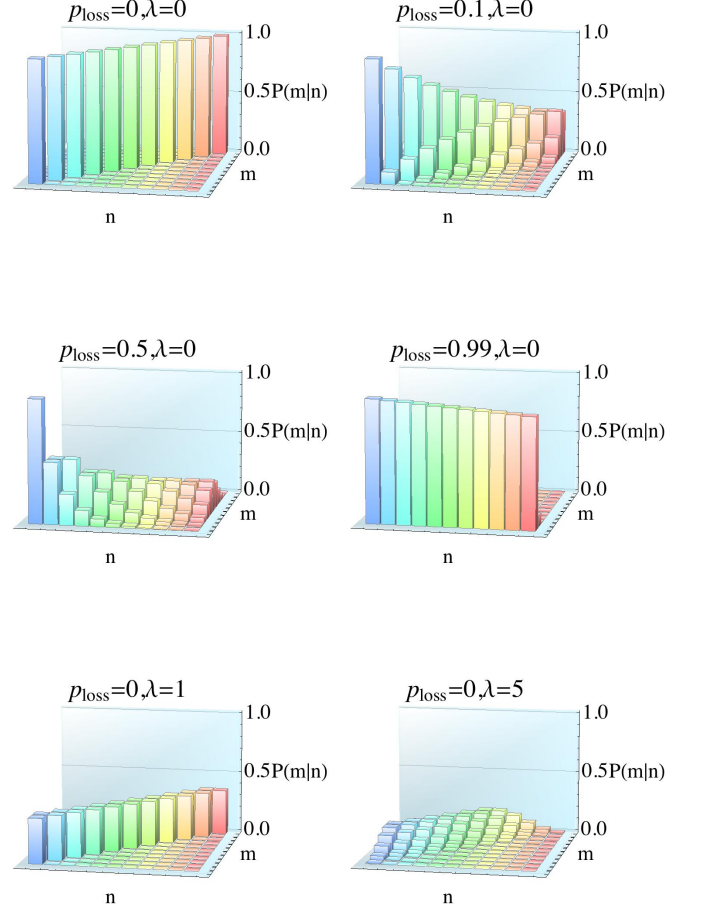 p_loss=0,λ=0
1.0
0.5P(m|n)
0.0
m
n
p_loss=0.1,λ=0
1.0
0.5P(m|n)
0.0
m
n
p_loss=0.5,λ=0
1.0
0.5P(m|n)
0.0
m
n
p_loss=0.99,λ=0
1.0
0.5P(m|n)
0.0
m
n
p_loss=0,λ=1
1.0
0.5P(m|n)
0.0
m
n
p_loss=0,λ=5
1.0
0.5P(m|n)
0.0
m
n